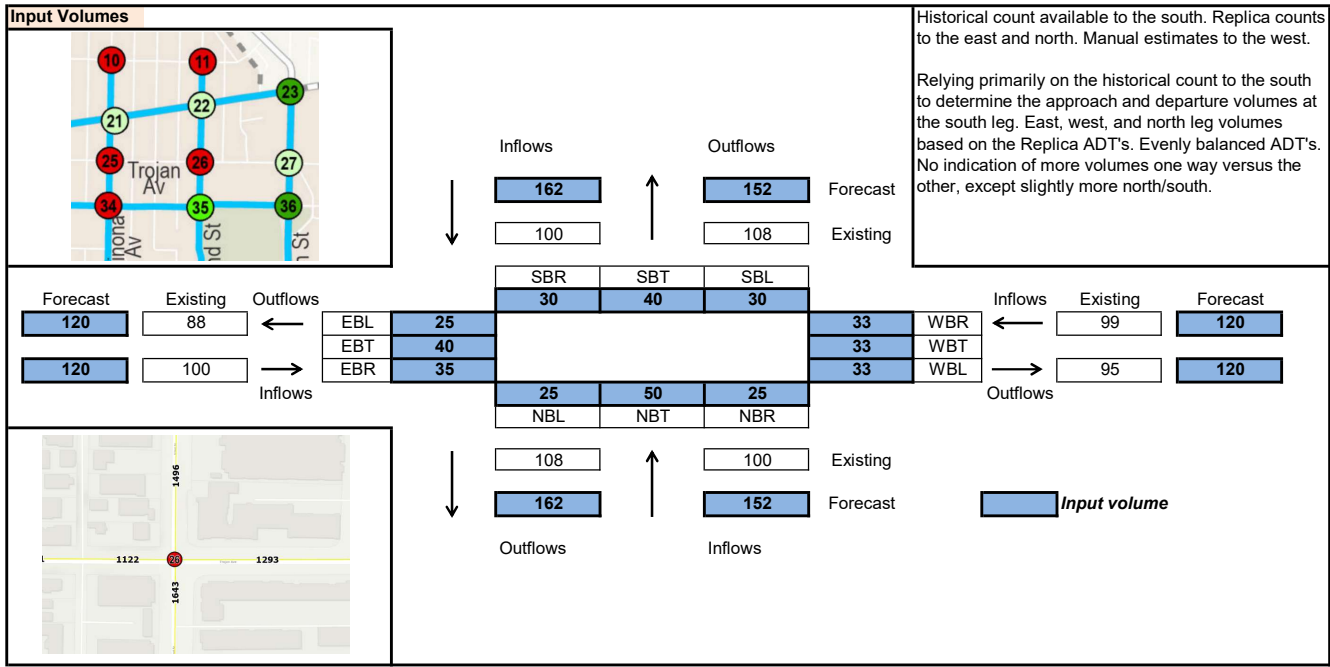 Input Volumes
10
11
23
22
21
25
26
27
Trojan
Av
34
35
36
inona
Av
nd St
h St
Historical count available to the south. Replica counts
to the east and north. Manual estimates to the west.
Relying primarily on the historical count to the south
to determine the approach and departure volumes at
the south leg. East, west, and north leg volumes
based on the Replica ADT's. Evenly balanced ADT's.
No indication of more volumes one way versus the
other, except slightly more north/south.
Inflows Outflows
162 152 Forecast
100 108 Existing
SBR SBT SBL
30 40 30
Forecast Existing Outflows
120 88
EBL 25
EBT 40
EBR 35
120 100
Inflows
Inflows Existing Forecast
33 WBR 99 120
33 WBT
33 WBL 95 120
Outflows
25 50 25
NBL NBT NBR
108 100 Existing
162 152 Forecast
Outflows Inflows
Input volume
1496
1122 26 1293
1643